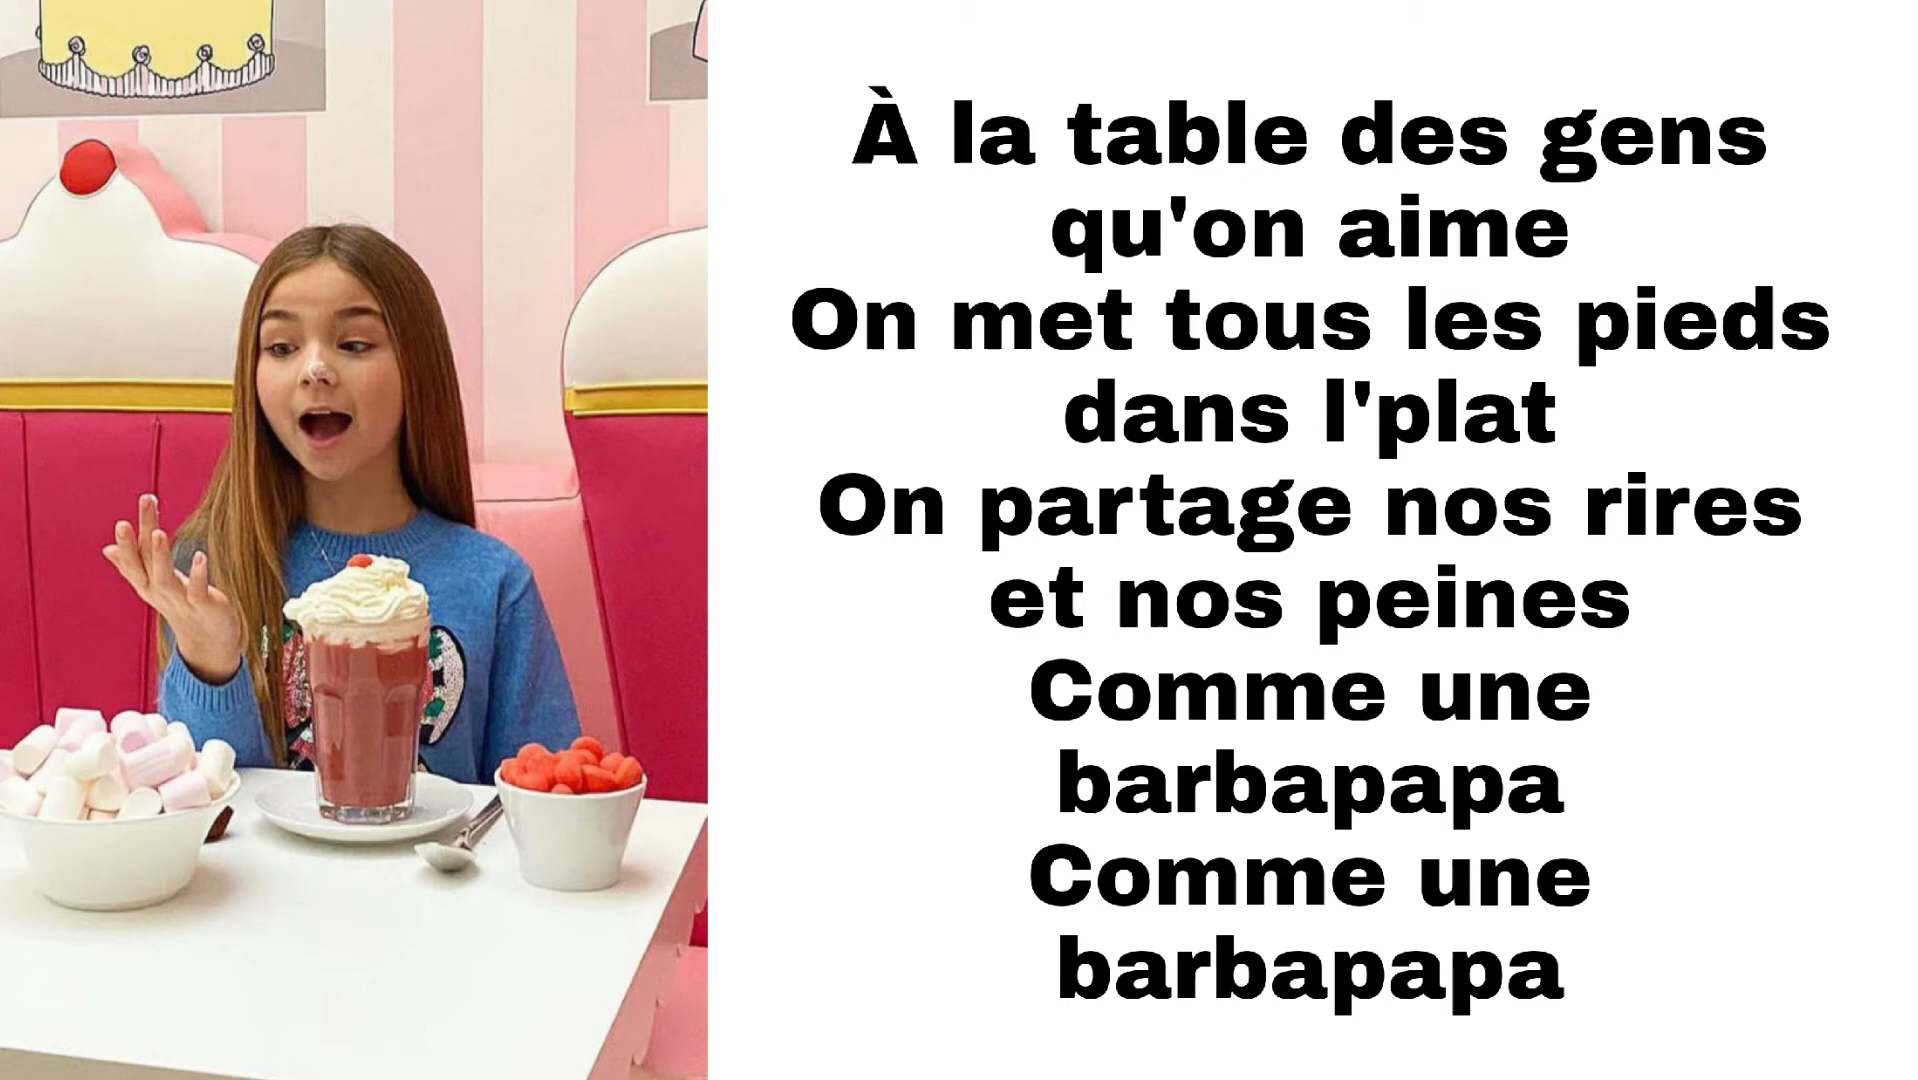 À la table des gens
qu'on aime
On met tous les pieds
dans l'plat
On partage nos rires
et nos peines
Comme une
barbapapa
Comme une
barbapapa